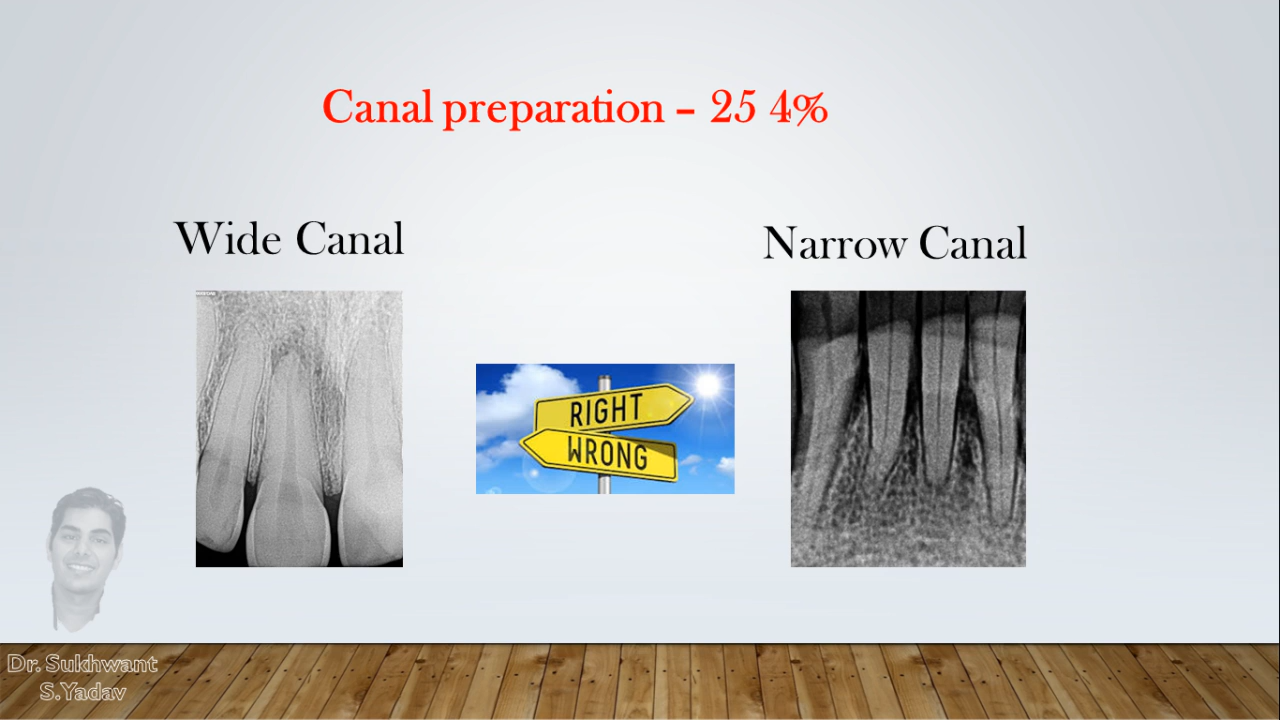 Canal preparation – 25 4%
Wide Canal
Narrow Canal
RIGHT
WRONG
Dr. Sukhwant
S.Yadav